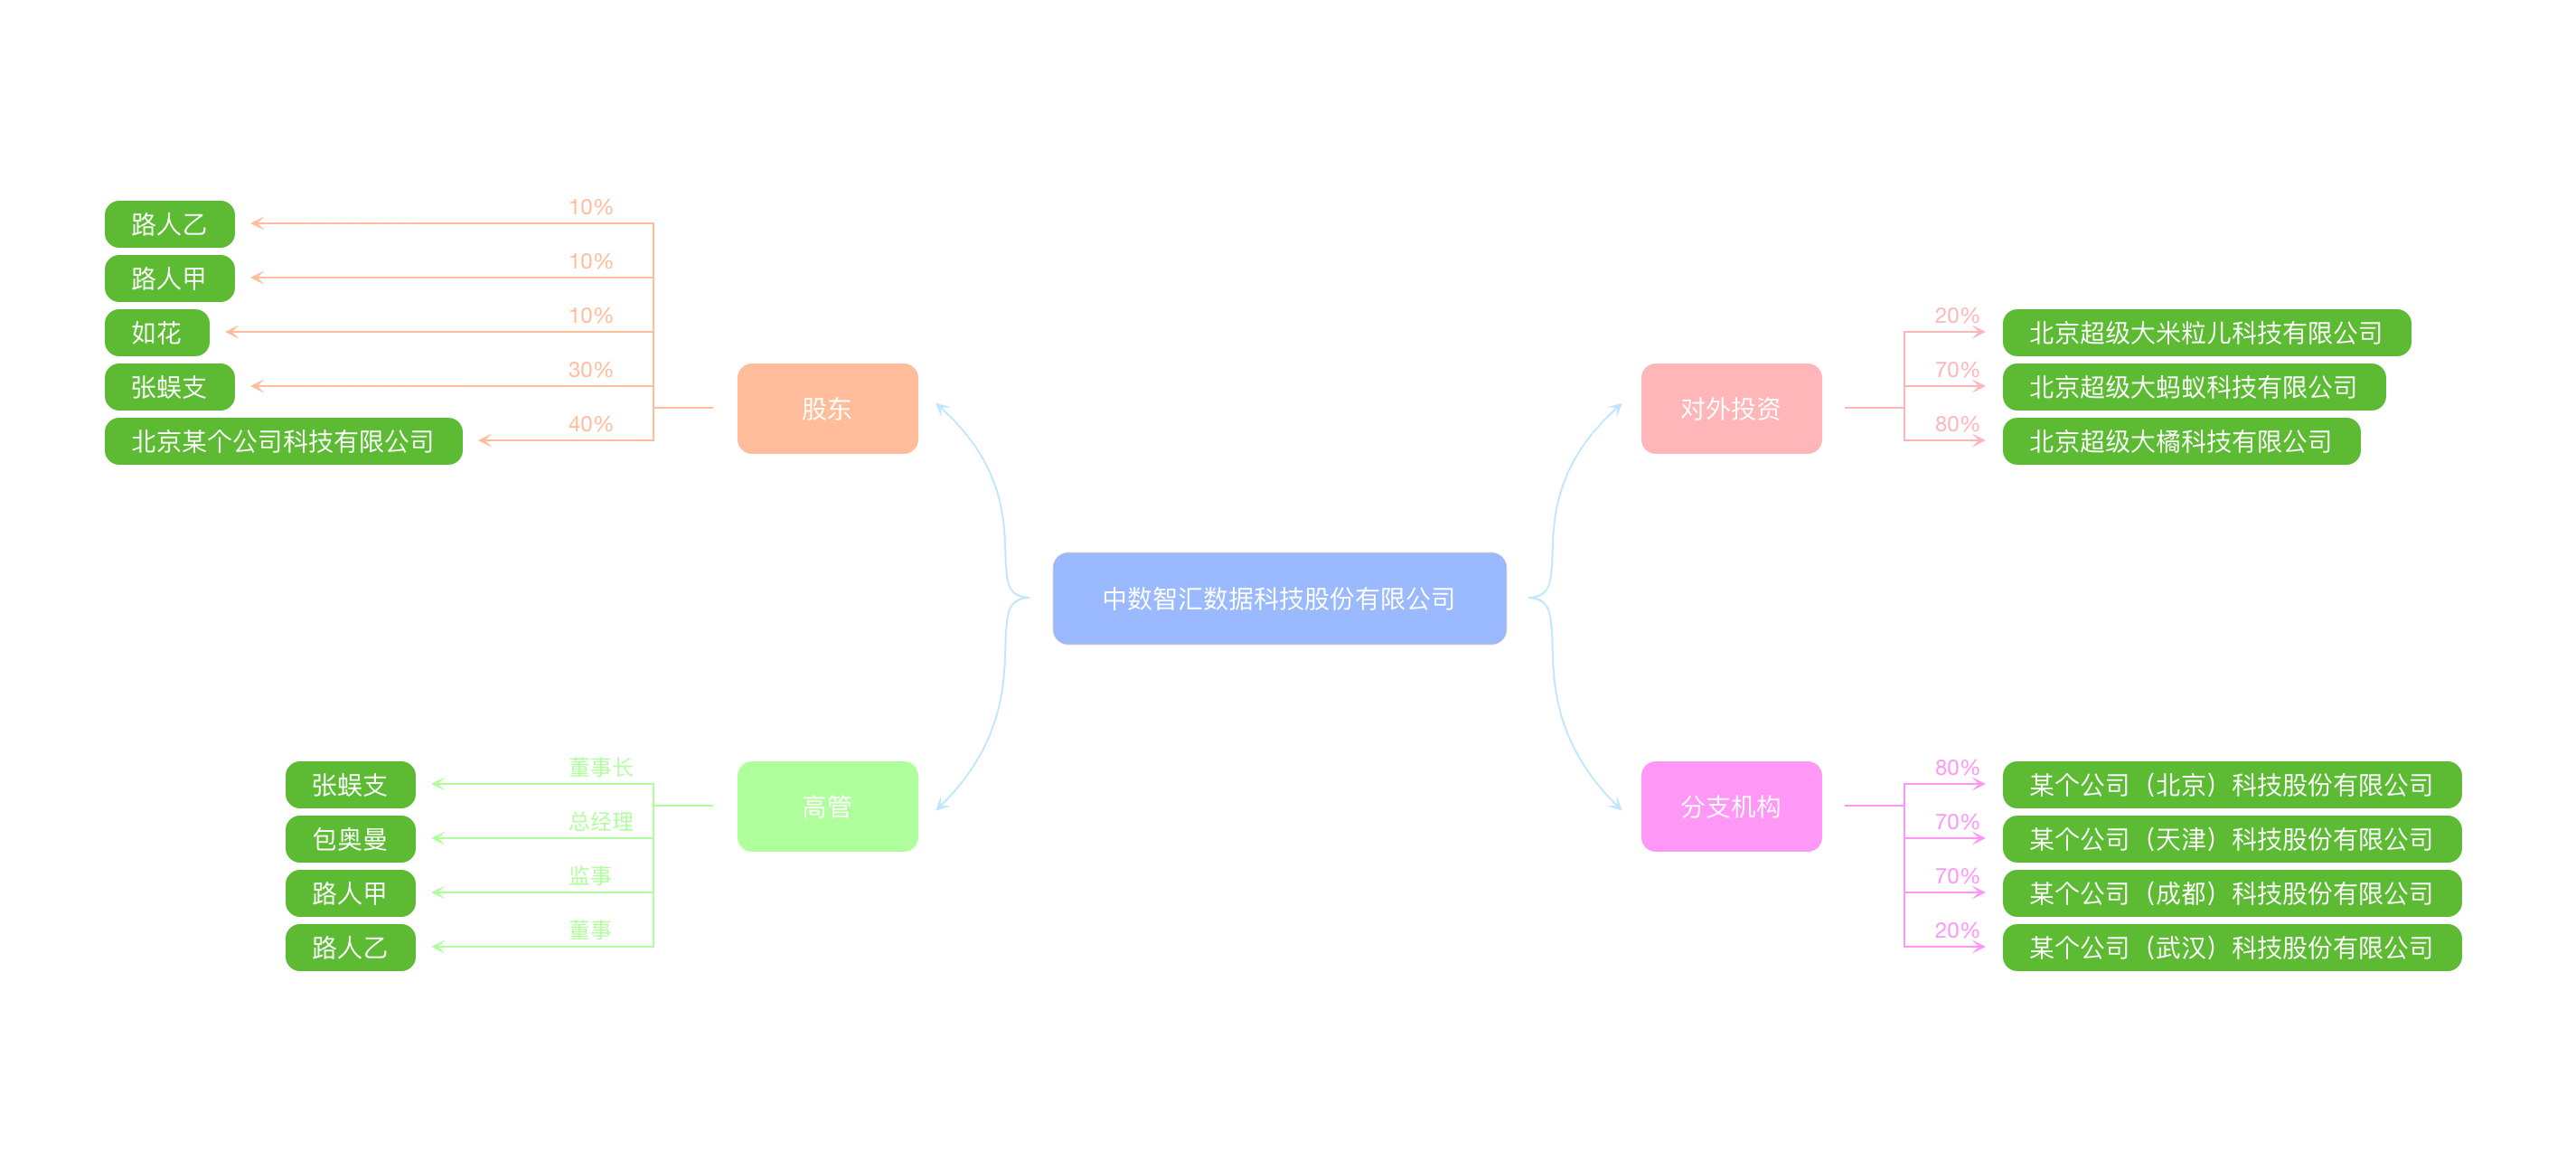 10%
路人乙
10%
路人甲
10%
如花
30%
张蜈支
40%
北京某个公司科技有限公司
股东
20%
北京超级大米粒儿科技有限公司
70%
北京超级大蚂蚁科技有限公司
80%
北京超级大橘科技有限公司
对外投资
中数智汇数据科技股份有限公司
董事长
张蜈支
总经理
包奥曼
监事
路人甲
董事
路人乙
高管
80%
某个公司（北京）科技股份有限公司
70%
某个公司（天津）科技股份有限公司
70%
某个公司（成都）科技股份有限公司
20%
某个公司（武汉）科技股份有限公司
分支机构